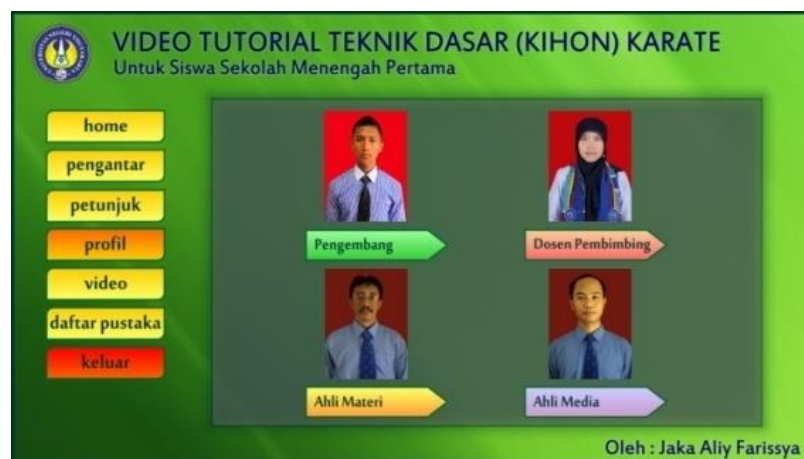 VIDEO TUTORIAL TEKNIK DASAR (KIHON) KARATE
Untuk Siswa Sekolah Menengah Pertama
home
pengantar
petunjuk
profil
video
daftar pustaka
keluar
Pengembang
Dosen Pembimbing
Ahli Materi
Ahli Media
Oleh : Jaka Aliy Farissya